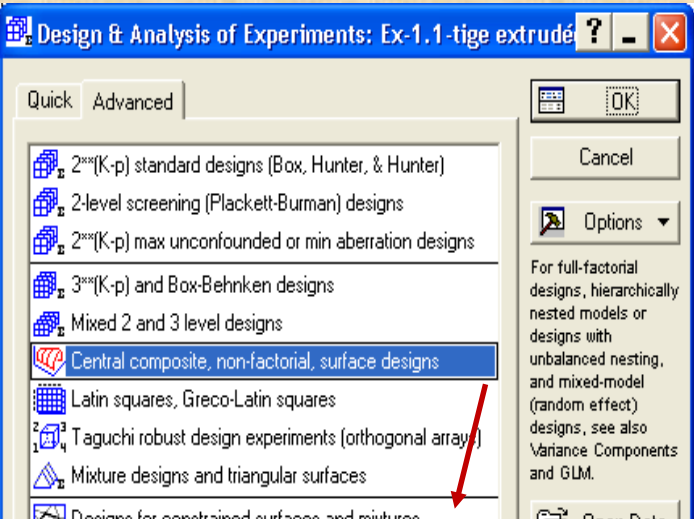 Design & Analysis of Experiments: Ex-1.1-tige extrudé
Quick
Advanced
2**(K-p) standard designs (Box, Hunter, & Hunter)
2-level screening (Plackett-Burman) designs
2**(K-p) max unconfounded or min aberration designs
3**(K-p) and Box-Behnken designs
Mixed 2 and 3 level designs
Central composite, non-factorial, surface designs
Latin squares, Greco-Latin squares
Taguchi robust design experiments (orthogonal arrays)
Mixture designs and triangular surfaces
Designs for constrained surfaces and mixtures
OK
Cancel
Options
For full-factorial
designs, hierarchically
nested models or
designs with
unbalanced nesting,
and mixed-model
(random effect)
designs, see also
Variance Components
and GLM.
Open Data